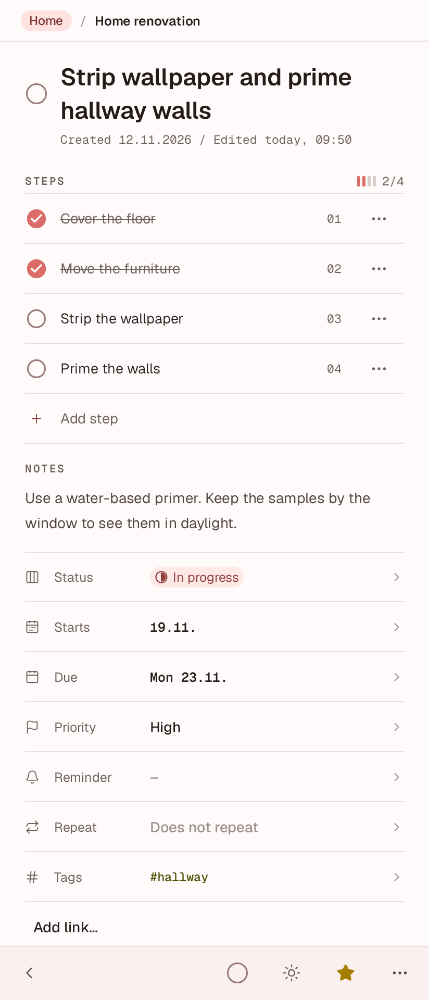 Home / Home renovation
Strip wallpaper and prime
hallway walls
Created 12.11.2026 / Edited today, 09:50
STEPS 2/4
Cover the floor 01
Move the furniture 02
Strip the wallpaper 03
Prime the walls 04
+ Add step
NOTES
Use a water-based primer. Keep the samples by the
window to see them in daylight.
Status In progress
Starts 19.11.
Due Mon 23.11.
Priority High
Reminder –
Repeat Does not repeat
Tags #hallway
Add link…